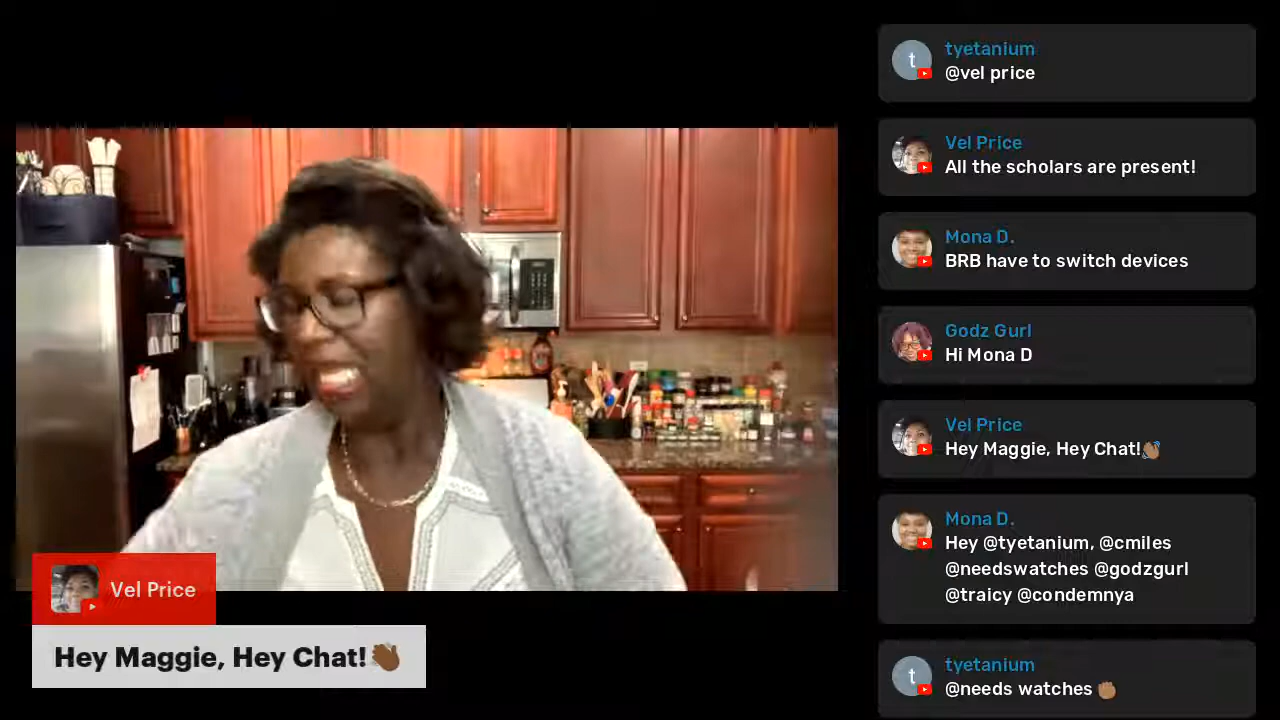 t
tyetanium
@vel price
Vel Price
All the scholars are present!
Mona D.
BRB have to switch devices
Godz Gurl
Hi Mona D
Vel Price
Hey Maggie, Hey Chat!👋🏾
Mona D.
Hey @tyetanium, @cmiles
@needswatches @godzgurl
@traicy @condemnya
t
tyetanium
@needs watches ✊🏾
Vel Price
Hey Maggie, Hey Chat!👋🏾